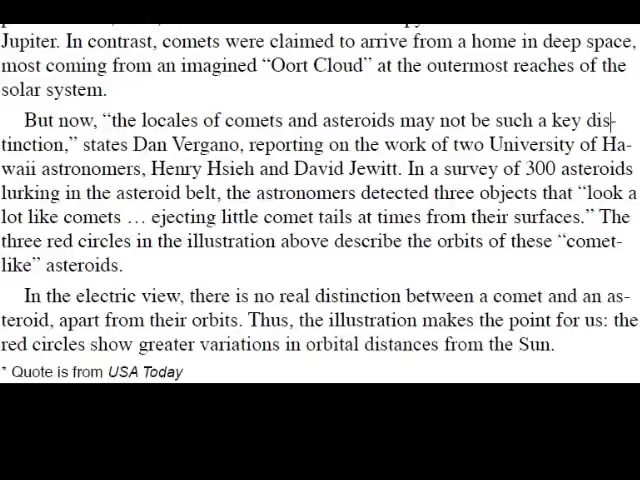 Jupiter. In contrast, comets were claimed to arrive from a home in deep space,
most coming from an imagined “Oort Cloud” at the outermost reaches of the
solar system.
But now, “the locales of comets and asteroids may not be such a key dis-
tinction,” states Dan Vergano, reporting on the work of two University of Ha-
waii astronomers, Henry Hsieh and David Jewitt. In a survey of 300 asteroids
lurking in the asteroid belt, the astronomers detected three objects that “look a
lot like comets … ejecting little comet tails at times from their surfaces.” The
three red circles in the illustration above describe the orbits of these “comet-
like” asteroids.
In the electric view, there is no real distinction between a comet and an as-
teroid, apart from their orbits. Thus, the illustration makes the point for us: the
red circles show greater variations in orbital distances from the Sun.
* Quote is from USA Today